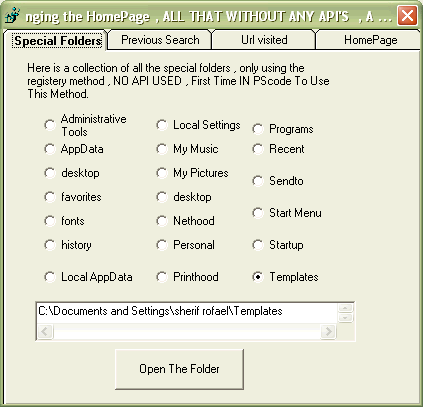 nging the HomePage , ALL THAT WITHOUT ANY API'S , A ...
Special Folders
Previous Search
Url visited
HomePage
Here is a collection of all the special folders , only using the
registery method , NO API USED , First Time IN PScode To Use
This Method.
Administrative
Tools
Local Settings
Programs
AppData
My Music
Recent
desktop
My Pictures
Sendto
favorites
desktop
Start Menu
fonts
Nethood
history
Personal
Startup
Local AppData
Printhood
Templates
C:\Documents and Settings\sherif rofael\Templates
Open The Folder